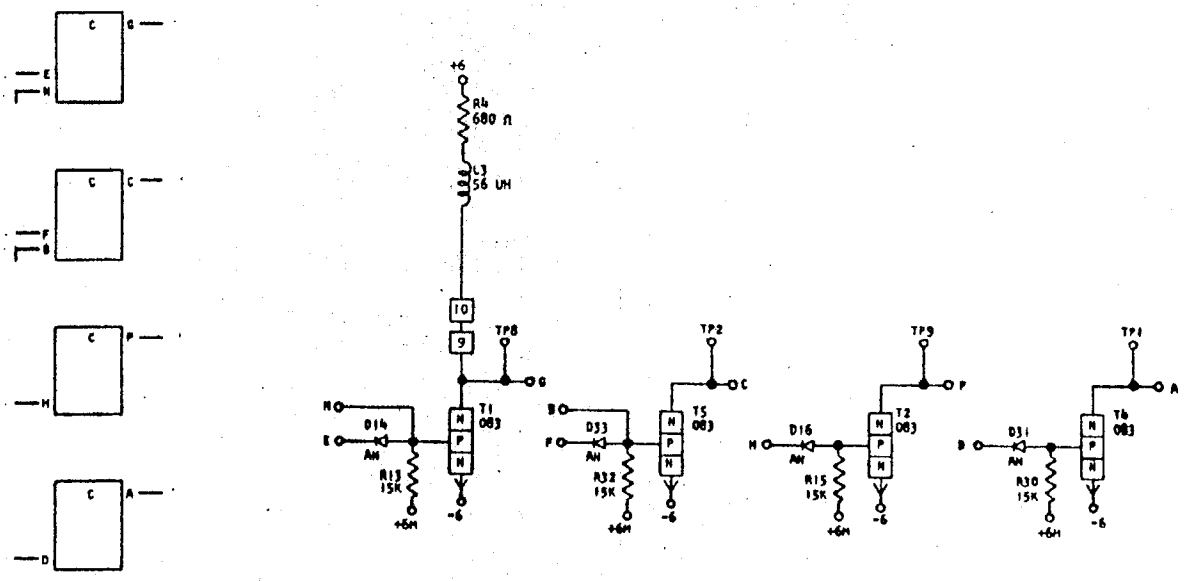 C G
E
N
C C
F
B
C P
H
C A
D
+6
R4
680 Ω
L3
56 UH
10
9
TP8
G
N
E
D14
AN
R13
15K
+6M
N
P
N
T1
083
-6
TP2
C
B
F
D33
AN
R32
15K
+6M
N
P
N
T5
083
-6
TP9
P
H
D16
AN
R15
15K
+6M
N
P
N
T2
083
-6
TP1
A
D
D31
AN
R30
15K
+6M
N
P
N
T4
083
-6